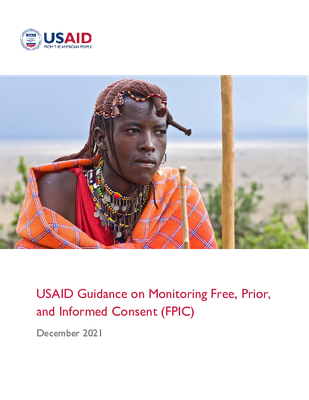 USAID
FROM THE AMERICAN PEOPLE
USAID Guidance on Monitoring Free, Prior,
and Informed Consent (FPIC)
December 2021